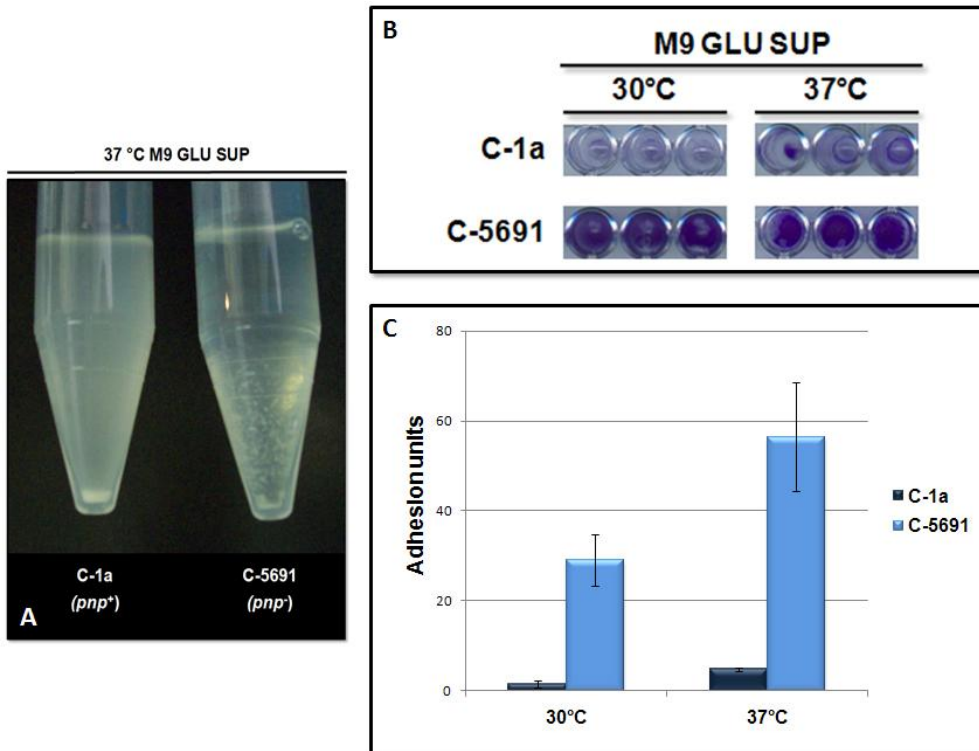 37 °C M9 GLU SUP
C-1a
(pnp⁺)
C-5691
(pnp⁻)
A
B
M9 GLU SUP
30°C
37°C
C-1a
C-5691
C
80
60
40
20
0
Adhesion units
30°C
37°C
C-1a
C-5691